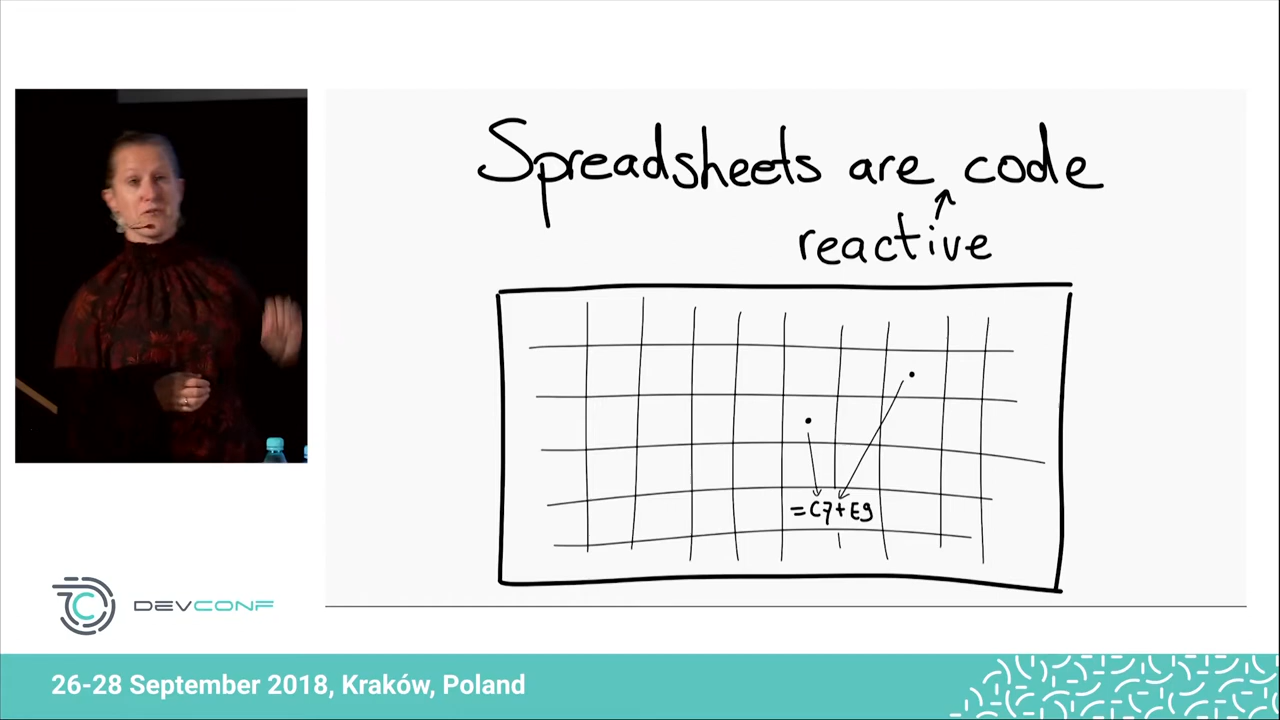 Spreadsheets are code
reactive
=C7+E9
DEVCONF
26-28 September 2018, Kraków, Poland